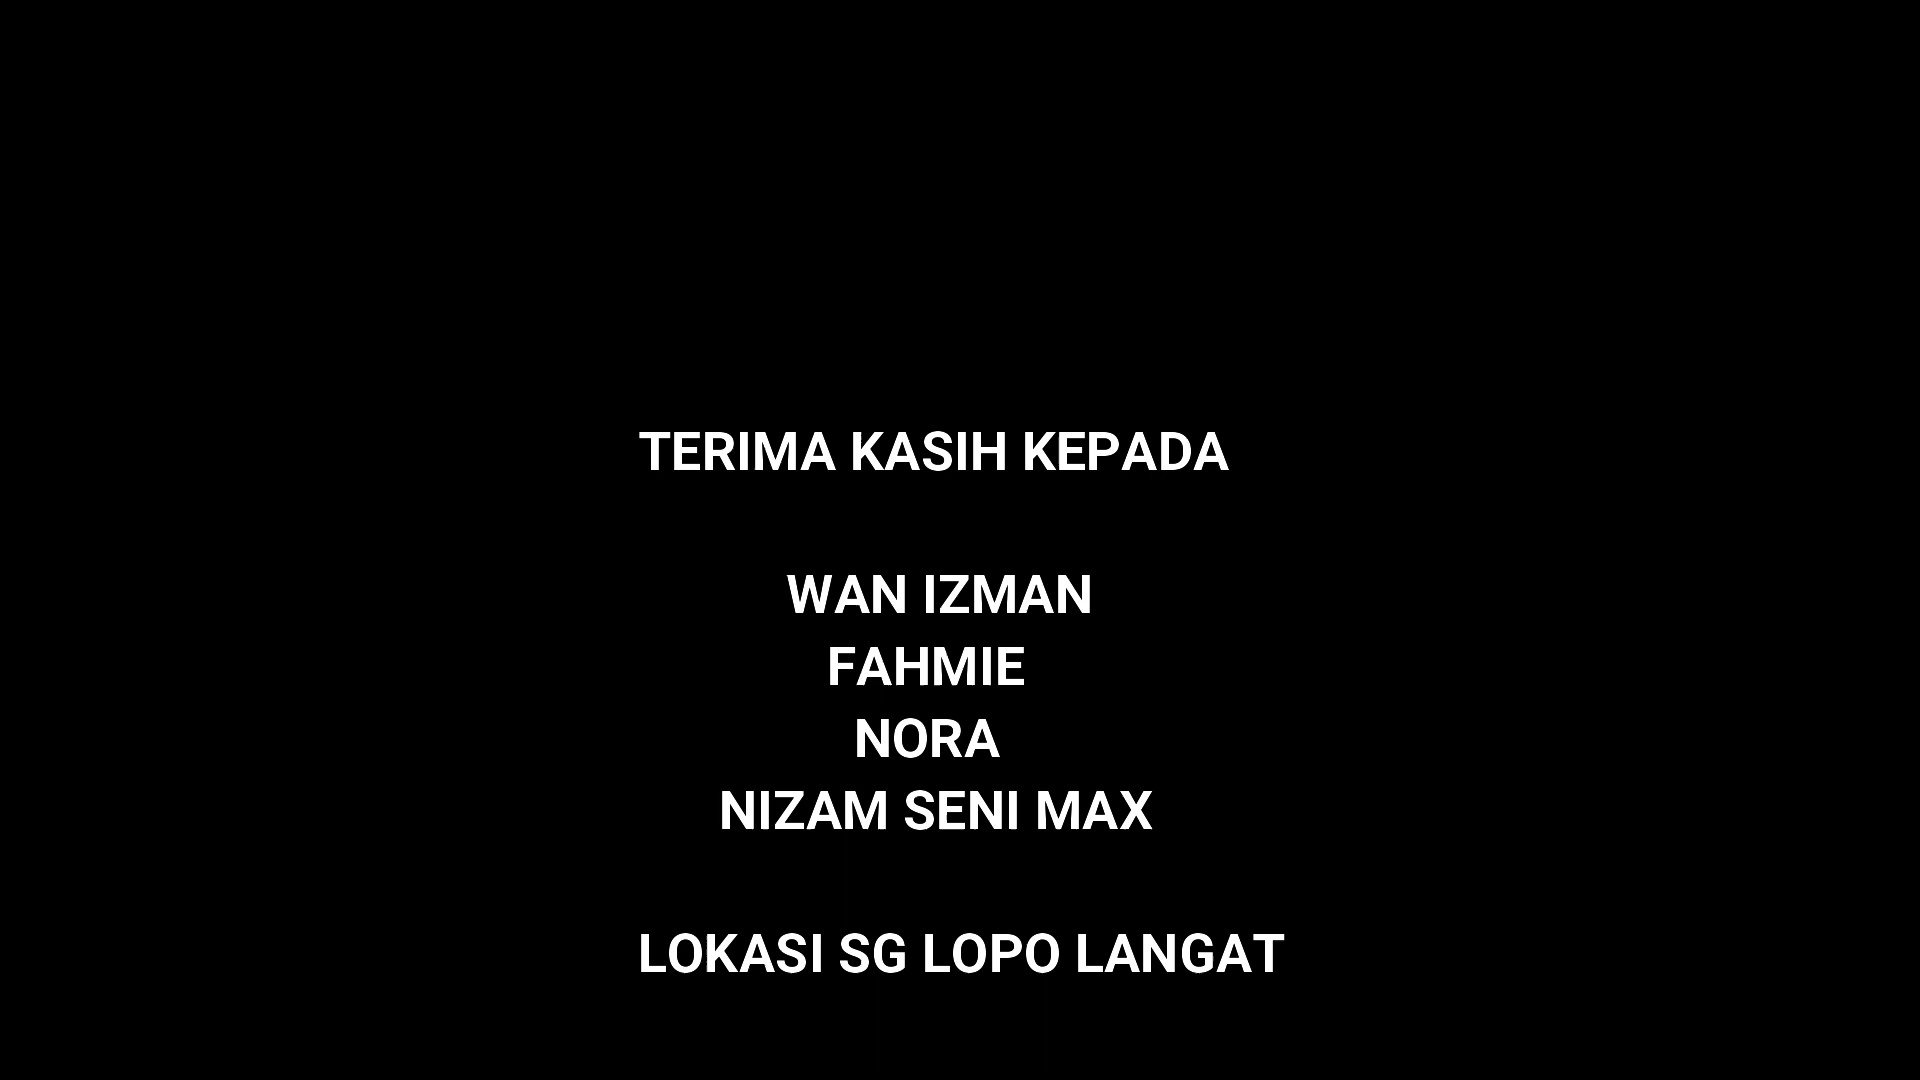 TERIMA KASIH KEPADA
WAN IZMAN
FAHMIE
NORA
NIZAM SENI MAX
LOKASI SG LOPO LANGAT